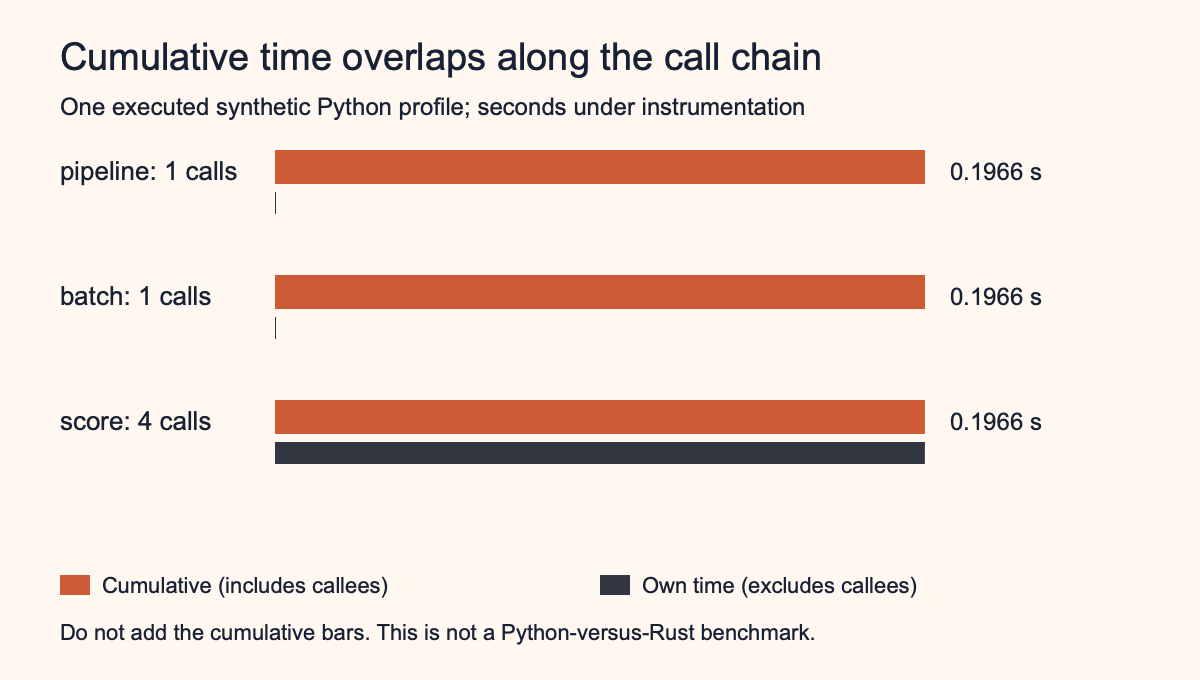 Cumulative time overlaps along the call chain
One executed synthetic Python profile; seconds under instrumentation
pipeline: 1 calls 0.1966 s
batch: 1 calls 0.1966 s
score: 4 calls 0.1966 s
Cumulative (includes callees) Own time (excludes callees)
Do not add the cumulative bars. This is not a Python-versus-Rust benchmark.